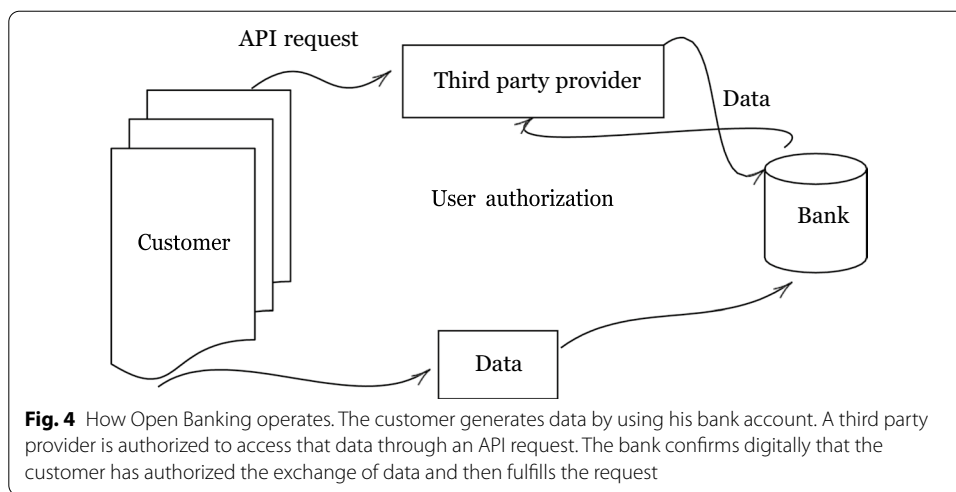 API request
Third party provider
Data
User authorization
Bank
Customer
Data
Fig. 4 How Open Banking operates. The customer generates data by using his bank account. A third party
provider is authorized to access that data through an API request. The bank confirms digitally that the
customer has authorized the exchange of data and then fulfills the request